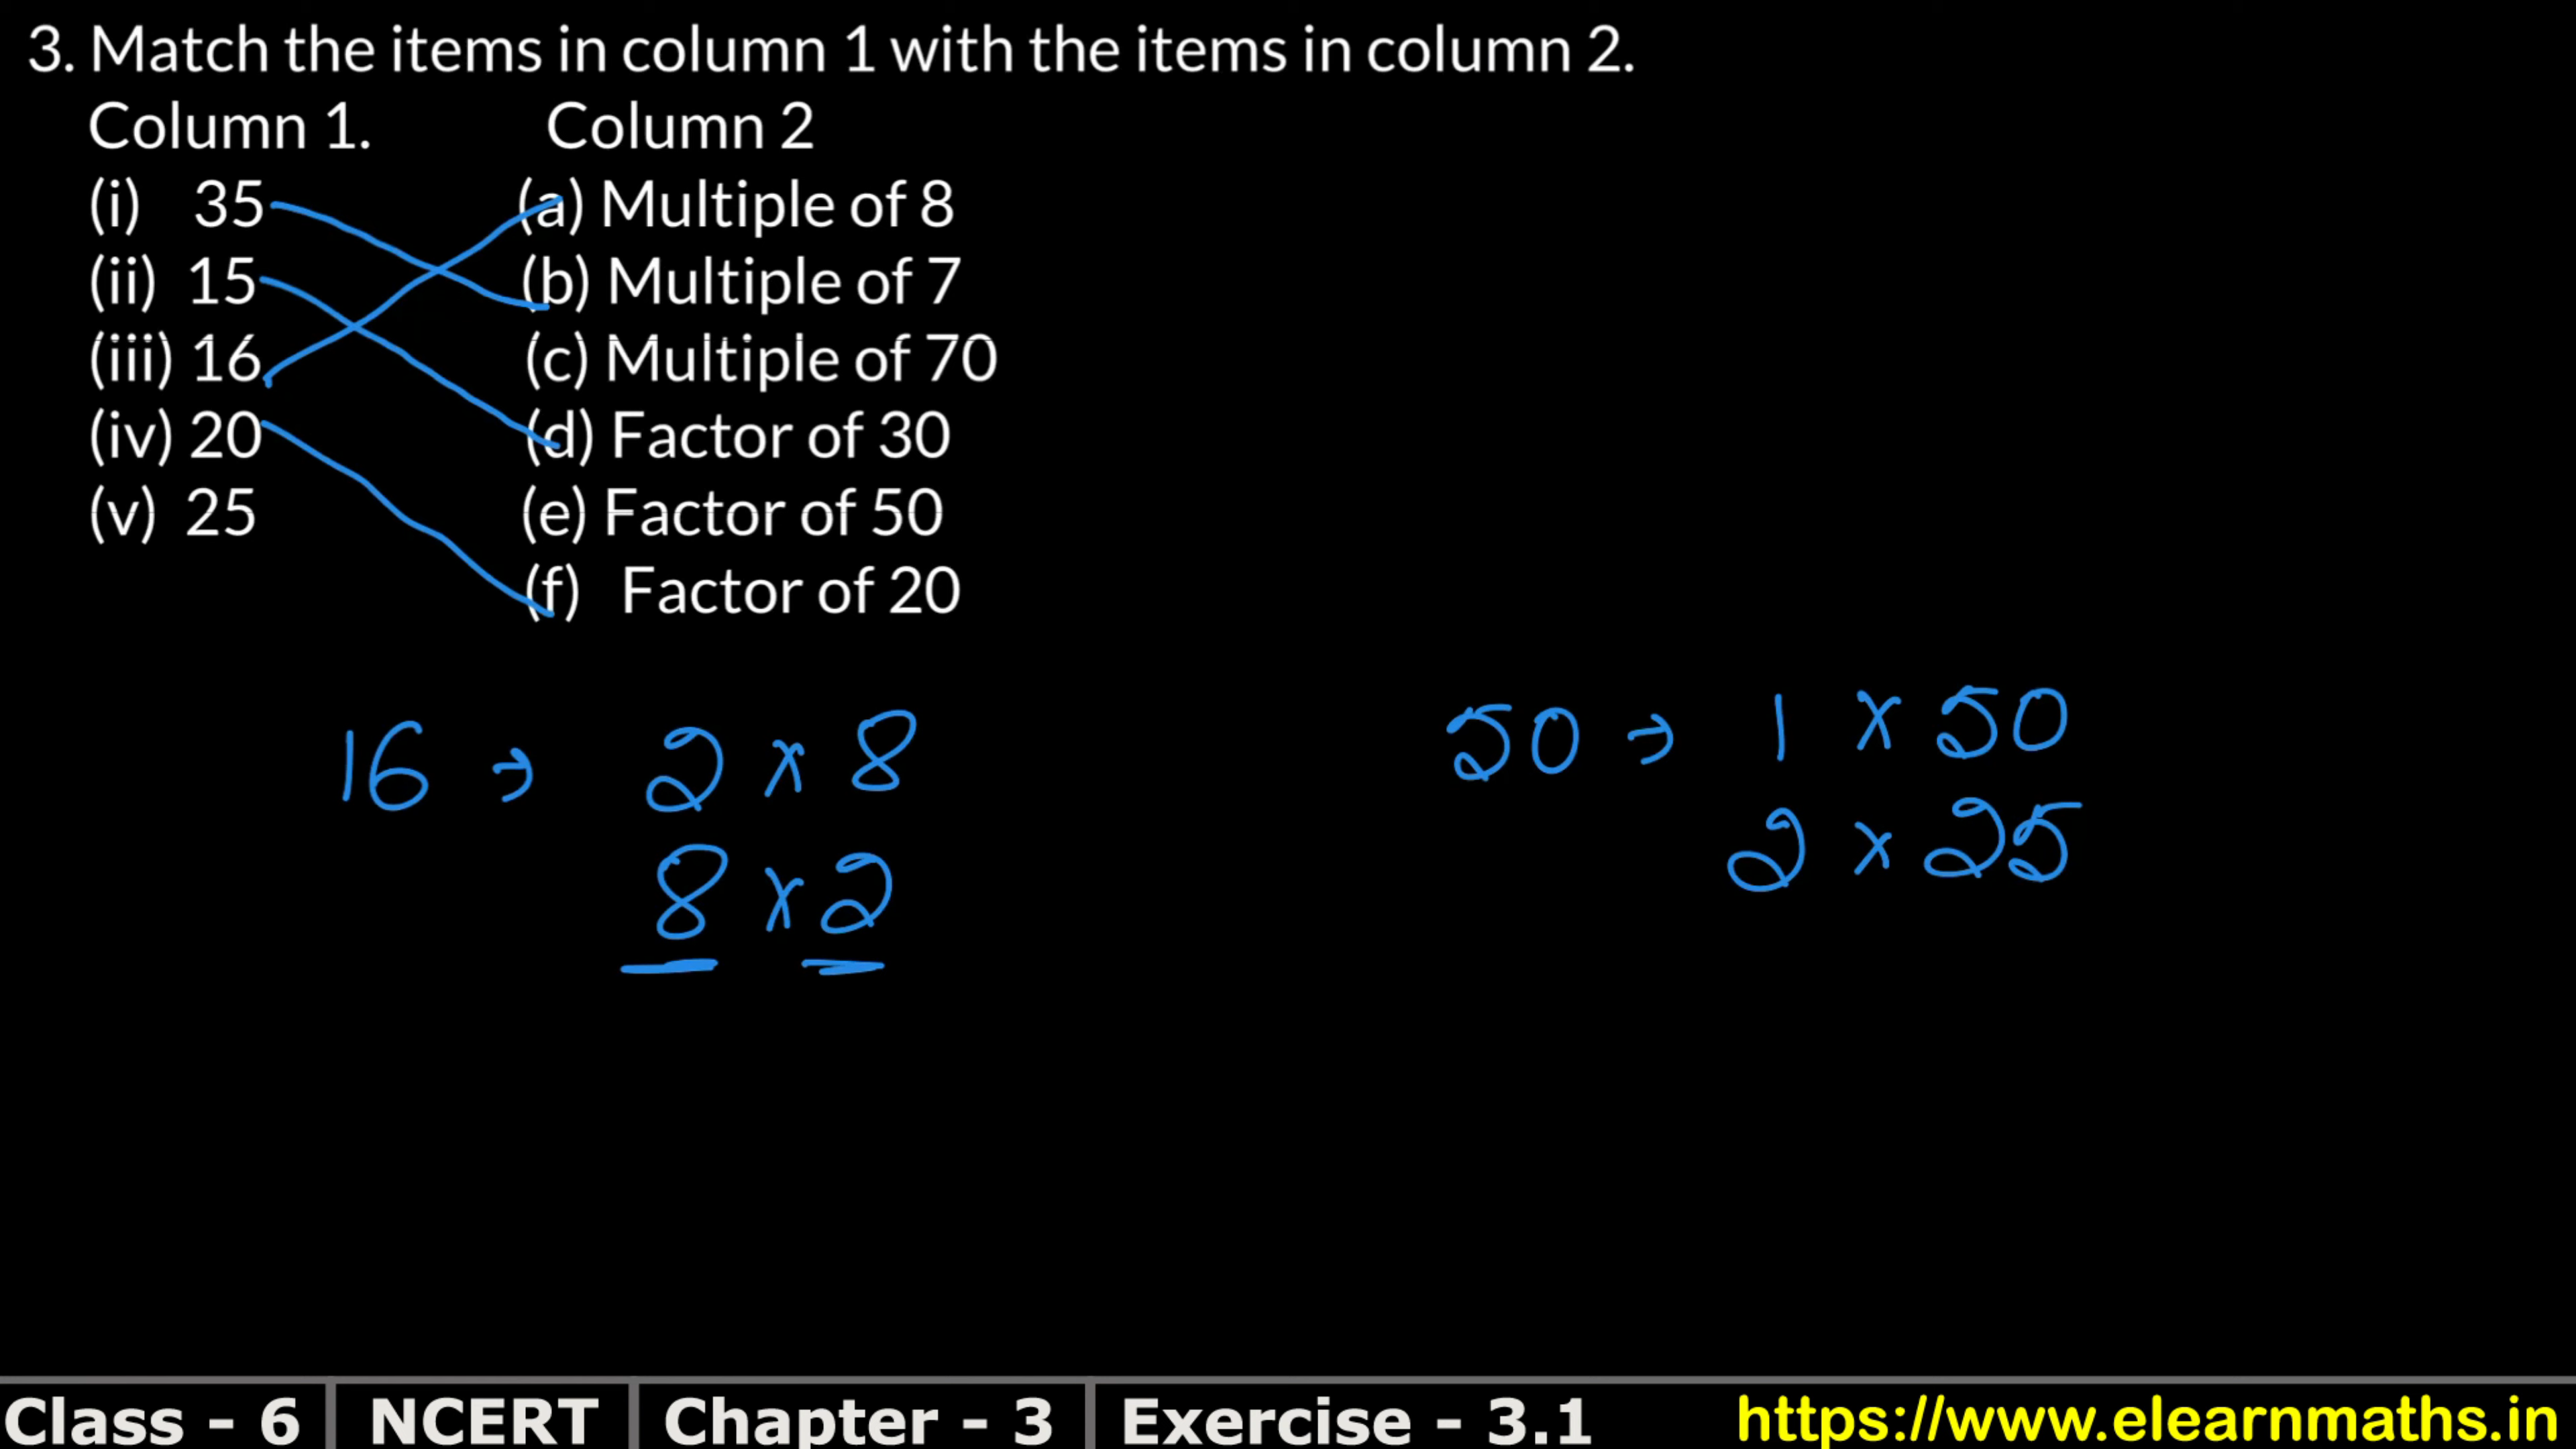 3. Match the items in column 1 with the items in column 2.
Column 1. Column 2
(i) 35 (a) Multiple of 8
(ii) 15 (b) Multiple of 7
(iii) 16 (c) Multiple of 70
(iv) 20 (d) Factor of 30
(v) 25 (e) Factor of 50
(f) Factor of 20
16 → 2 × 8
8 × 2
50 → 1 × 50
2 × 25
Class - 6 NCERT Chapter - 3 Exercise - 3.1 https://www.elearnmaths.in